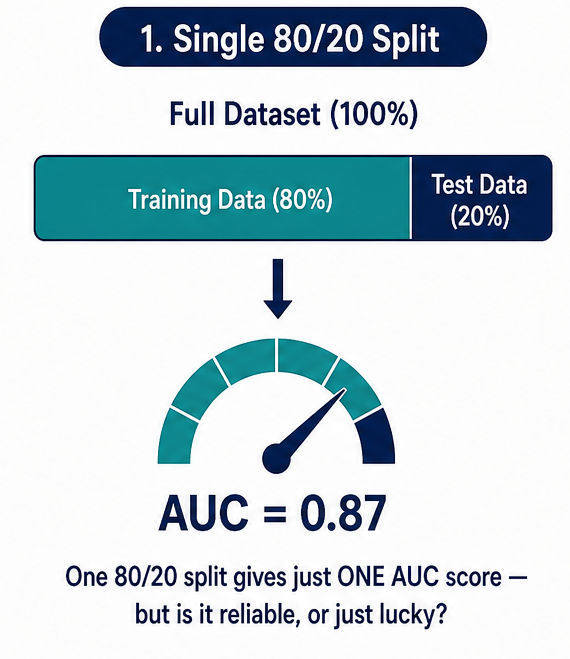 1. Single 80/20 Split
Full Dataset (100%)
Training Data (80%)
Test Data
(20%)
AUC = 0.87
One 80/20 split gives just ONE AUC score —
but is it reliable, or just lucky?